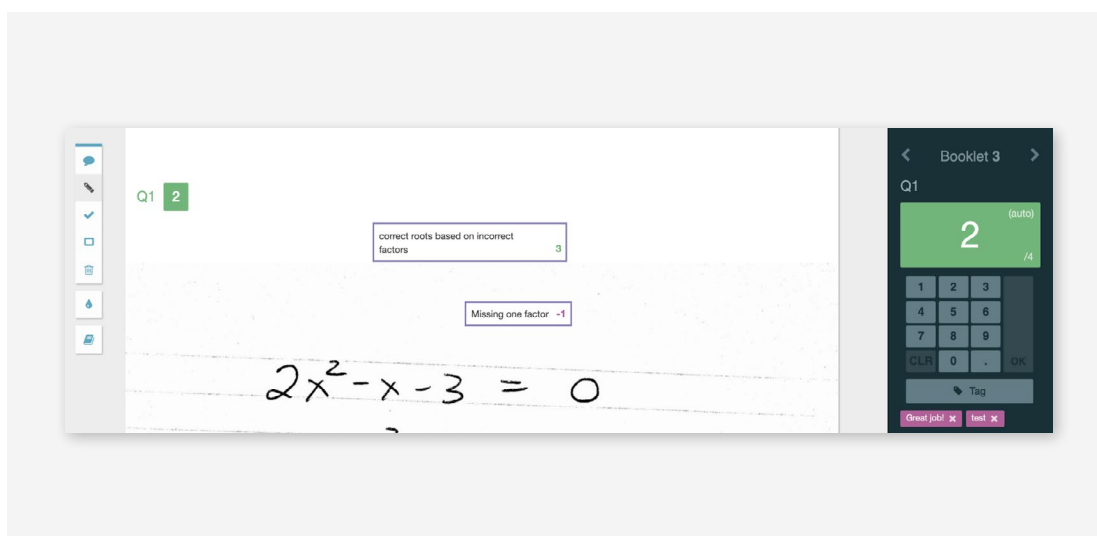 Q1 2
correct roots based on incorrect
factors 3
Missing one factor -1
2x² - x - 3 = 0
Booklet 3
Q1
(auto)
2
/4
1 2 3
4 5 6
7 8 9
CLR 0 . OK
Tag
Great job! x test x